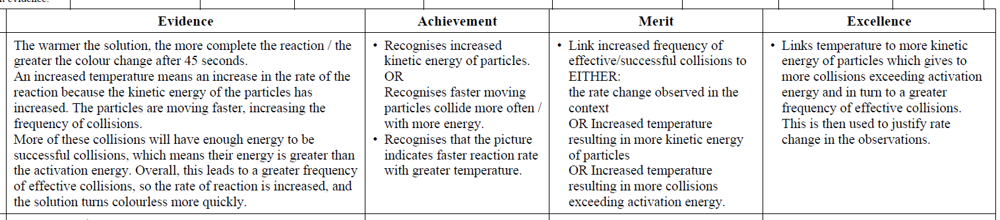 evidence.
Evidence
Achievement
Merit
Excellence
The warmer the solution, the more complete the reaction / the
greater the colour change after 45 seconds.
An increased temperature means an increase in the rate of the
reaction because the kinetic energy of the particles has
increased. The particles are moving faster, increasing the
frequency of collisions.
More of these collisions will have enough energy to be
successful collisions, which means their energy is greater than
the activation energy. Overall, this leads to a greater frequency
of effective collisions, so the rate of reaction is increased, and
the solution turns colourless more quickly.
• Recognises increased
kinetic energy of particles.
OR
Recognises faster moving
particles collide more often /
with more energy.
• Recognises that the picture
indicates faster reaction rate
with greater temperature.
• Link increased frequency of
effective/successful collisions to
EITHER:
the rate change observed in the
context
OR Increased temperature
resulting in more kinetic energy
of particles
OR Increased temperature
resulting in more collisions
exceeding activation energy.
• Links temperature to more kinetic
energy of particles which gives to
more collisions exceeding activation
energy and in turn to a greater
frequency of effective collisions.
This is then used to justify rate
change in the observations.